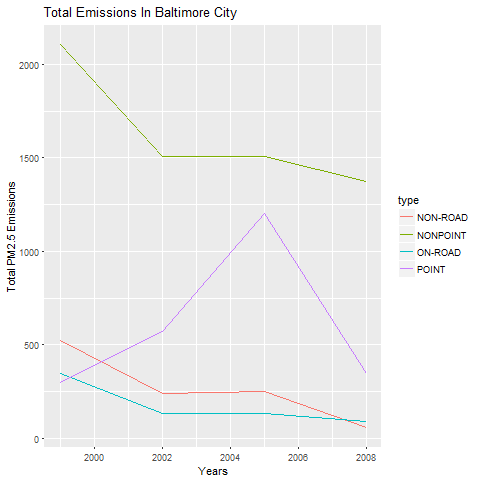 Total Emissions In Baltimore City
Total PM2.5 Emissions
2000
1500
1000
500
0
2000
2002
2004
2006
2008
Years
type
NON-ROAD
NONPOINT
ON-ROAD
POINT